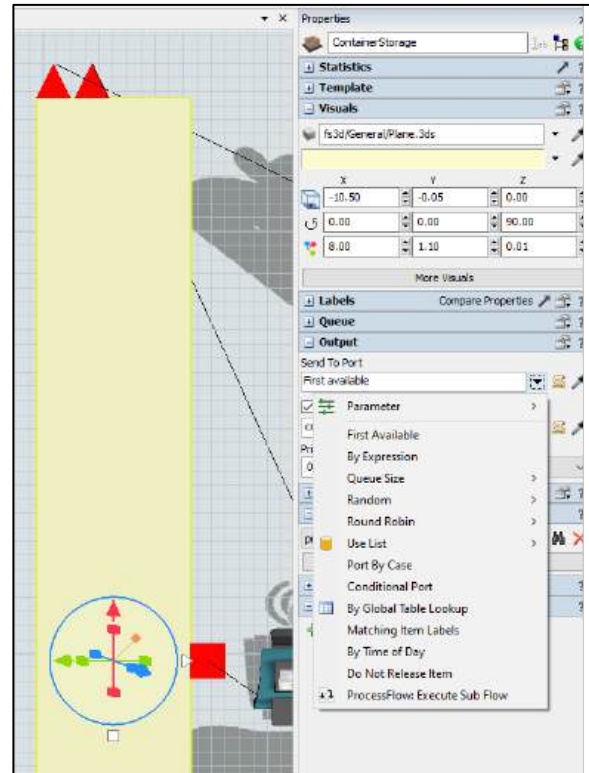 Properties
ContainerStorage
Statistics
Template
Visuals
fs3d/General/Plane.3ds
X Y Z
-10.50 -0.05 0.00
0.00 0.00 90.00
8.00 1.10 0.01
More Visuals
Labels Compare Properties
Queue
Output
Send To Port
First available
Parameter
First Available
By Expression
Pri
0
Queue Size
Random
Round Robin
Use List
Port By Case
Conditional Port
By Global Table Lookup
Matching Item Labels
By Time of Day
Do Not Release Item
ProcessFlow: Execute Sub Flow